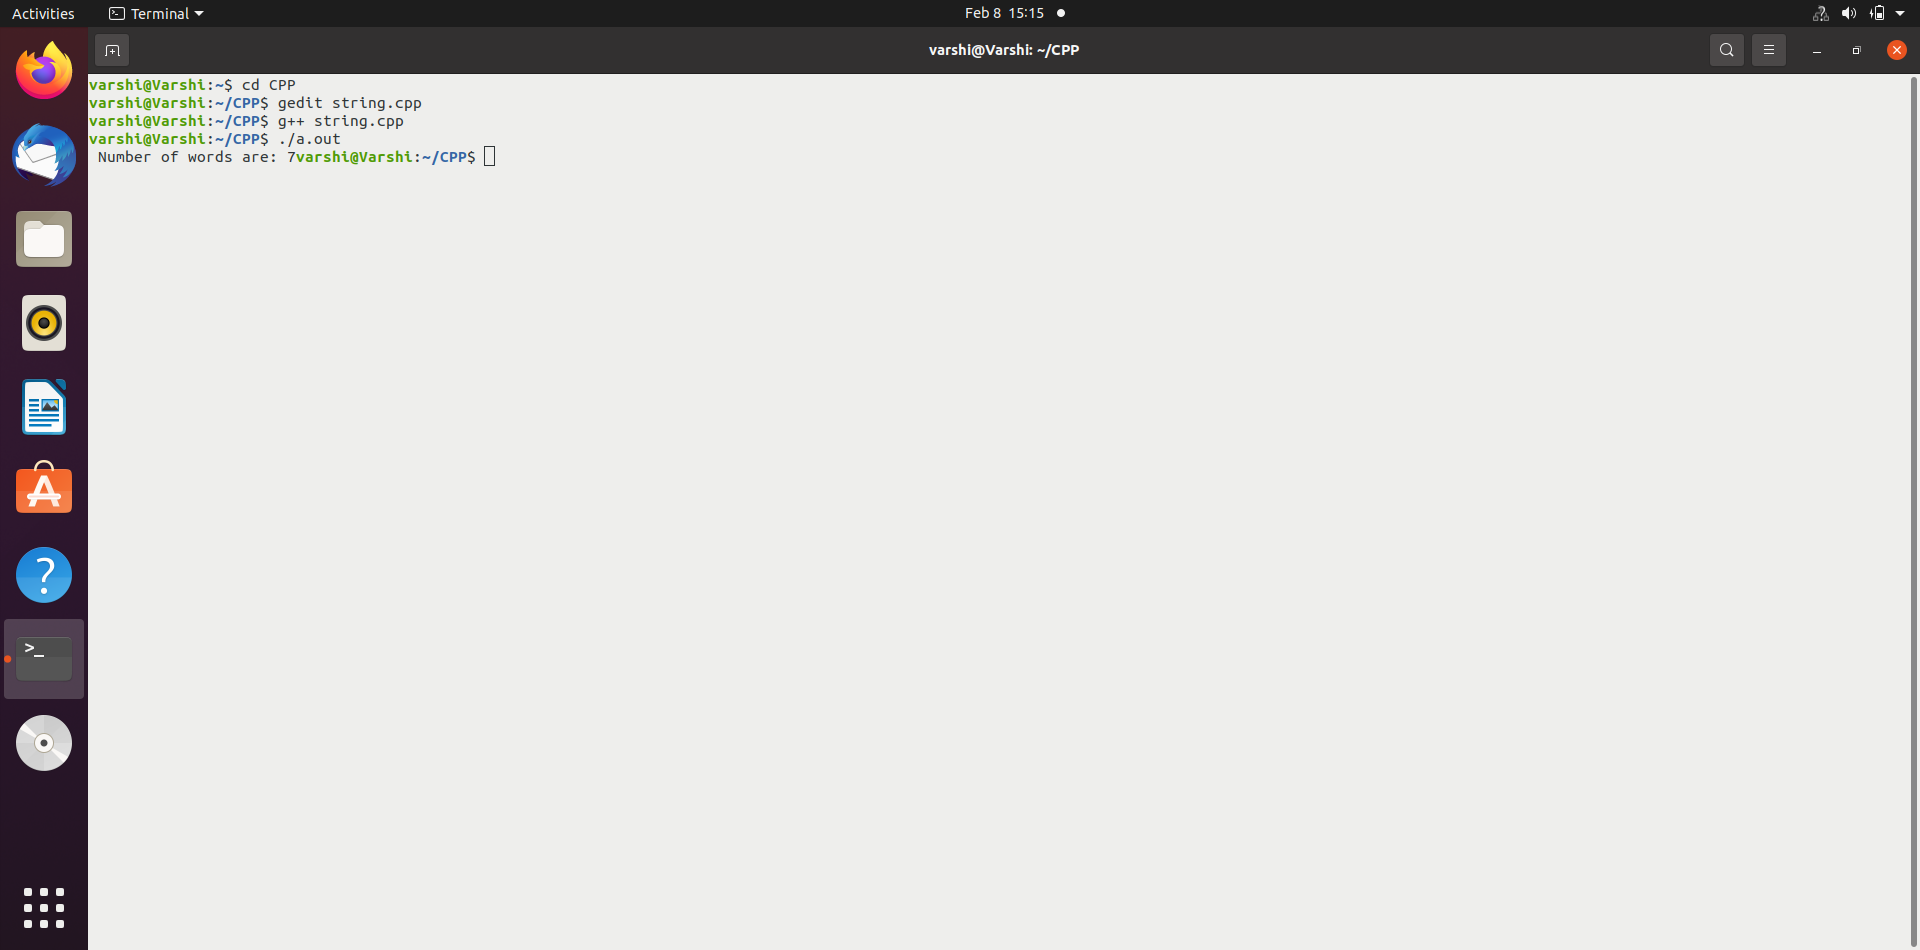 Activities Terminal Feb 8 15:15
varshi@Varshi: ~/CPP
varshi@Varshi:~$ cd CPP
varshi@Varshi:~/CPP$ gedit string.cpp
varshi@Varshi:~/CPP$ g++ string.cpp
varshi@Varshi:~/CPP$ ./a.out
 Number of words are: 7varshi@Varshi:~/CPP$